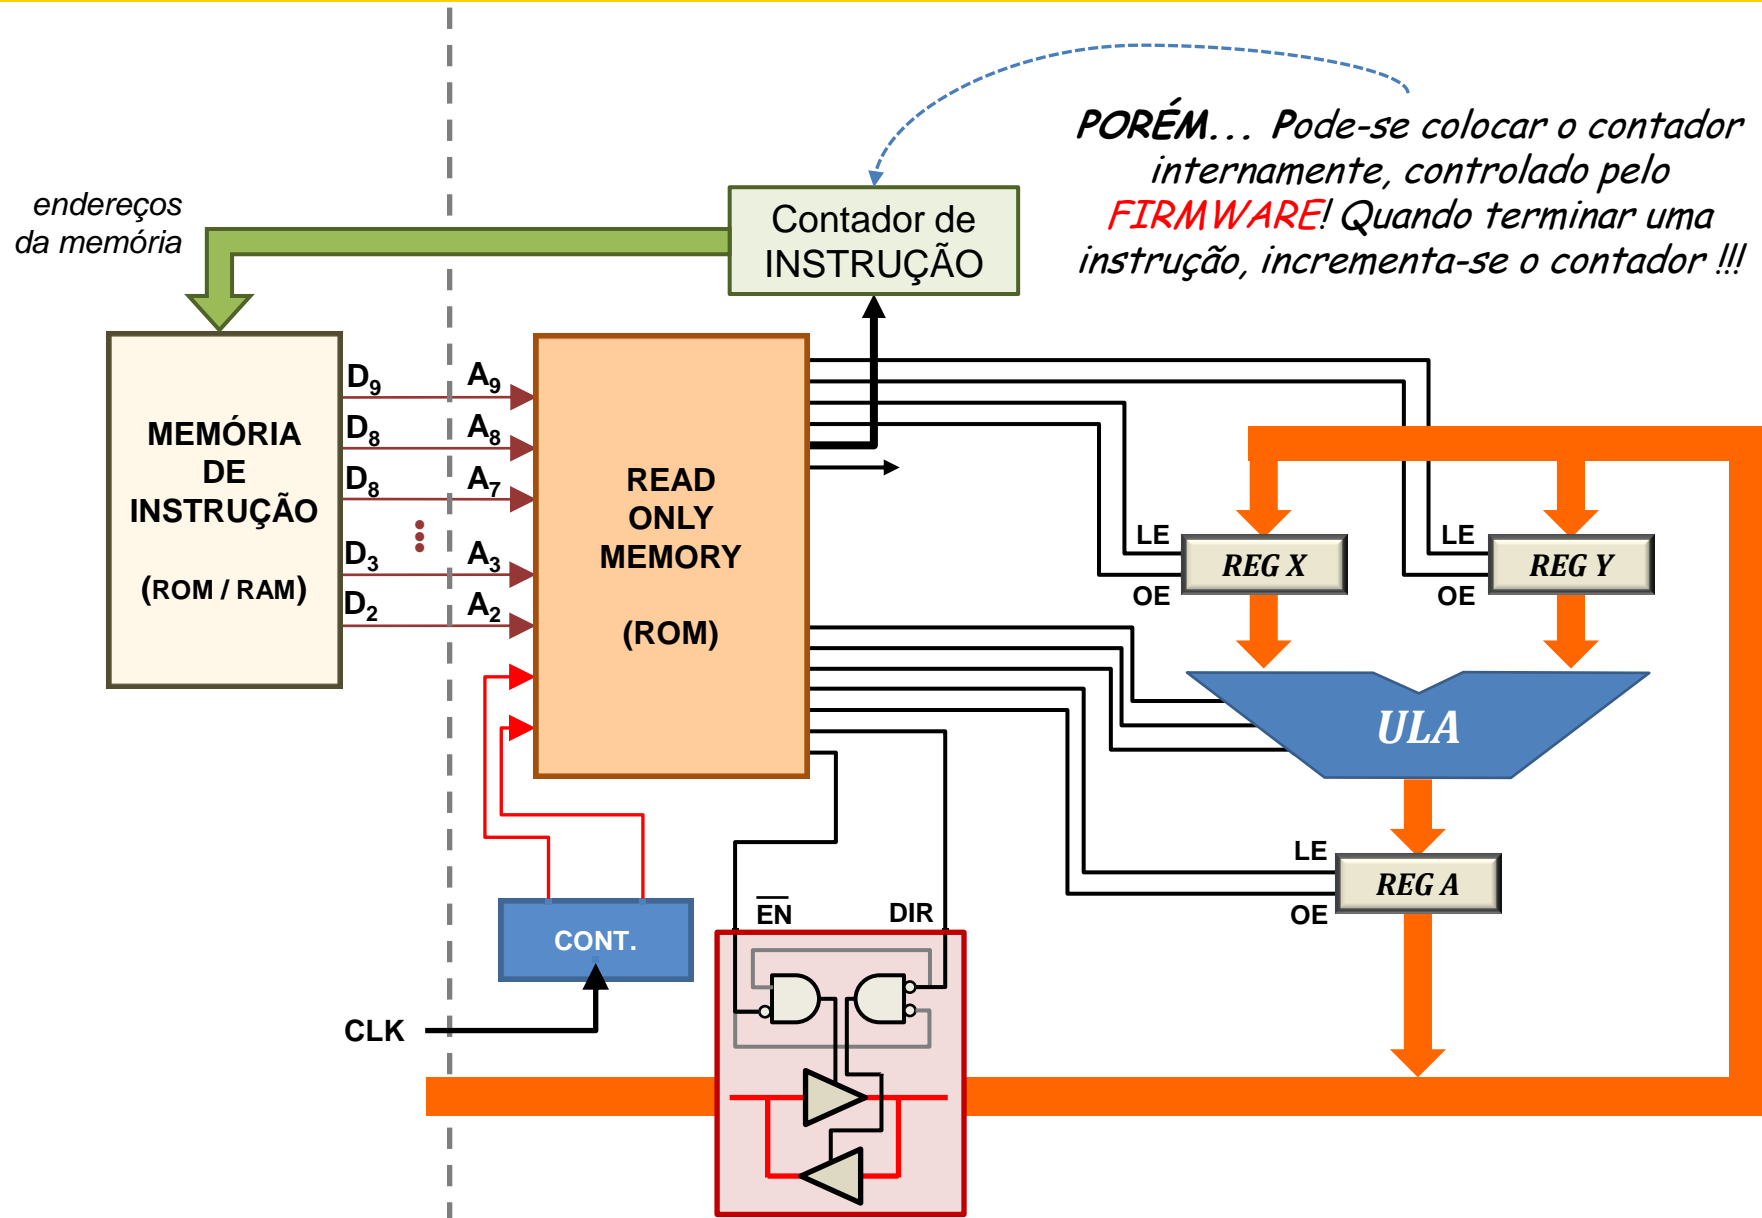 PORÉM... Pode-se colocar o contador
internamente, controlado pelo
FIRMWARE! Quando terminar uma
instrução, incrementa-se o contador !!!
endereços
da memória
Contador de
INSTRUÇÃO
MEMÓRIA
DE
INSTRUÇÃO
(ROM / RAM)
D9
D8
D8
D3
D2
A9
A8
A7
A3
A2
READ
ONLY
MEMORY
(ROM)
LE
OE
REG X
LE
OE
REG Y
ULA
LE
OE
REG A
CONT.
CLK
EN
DIR